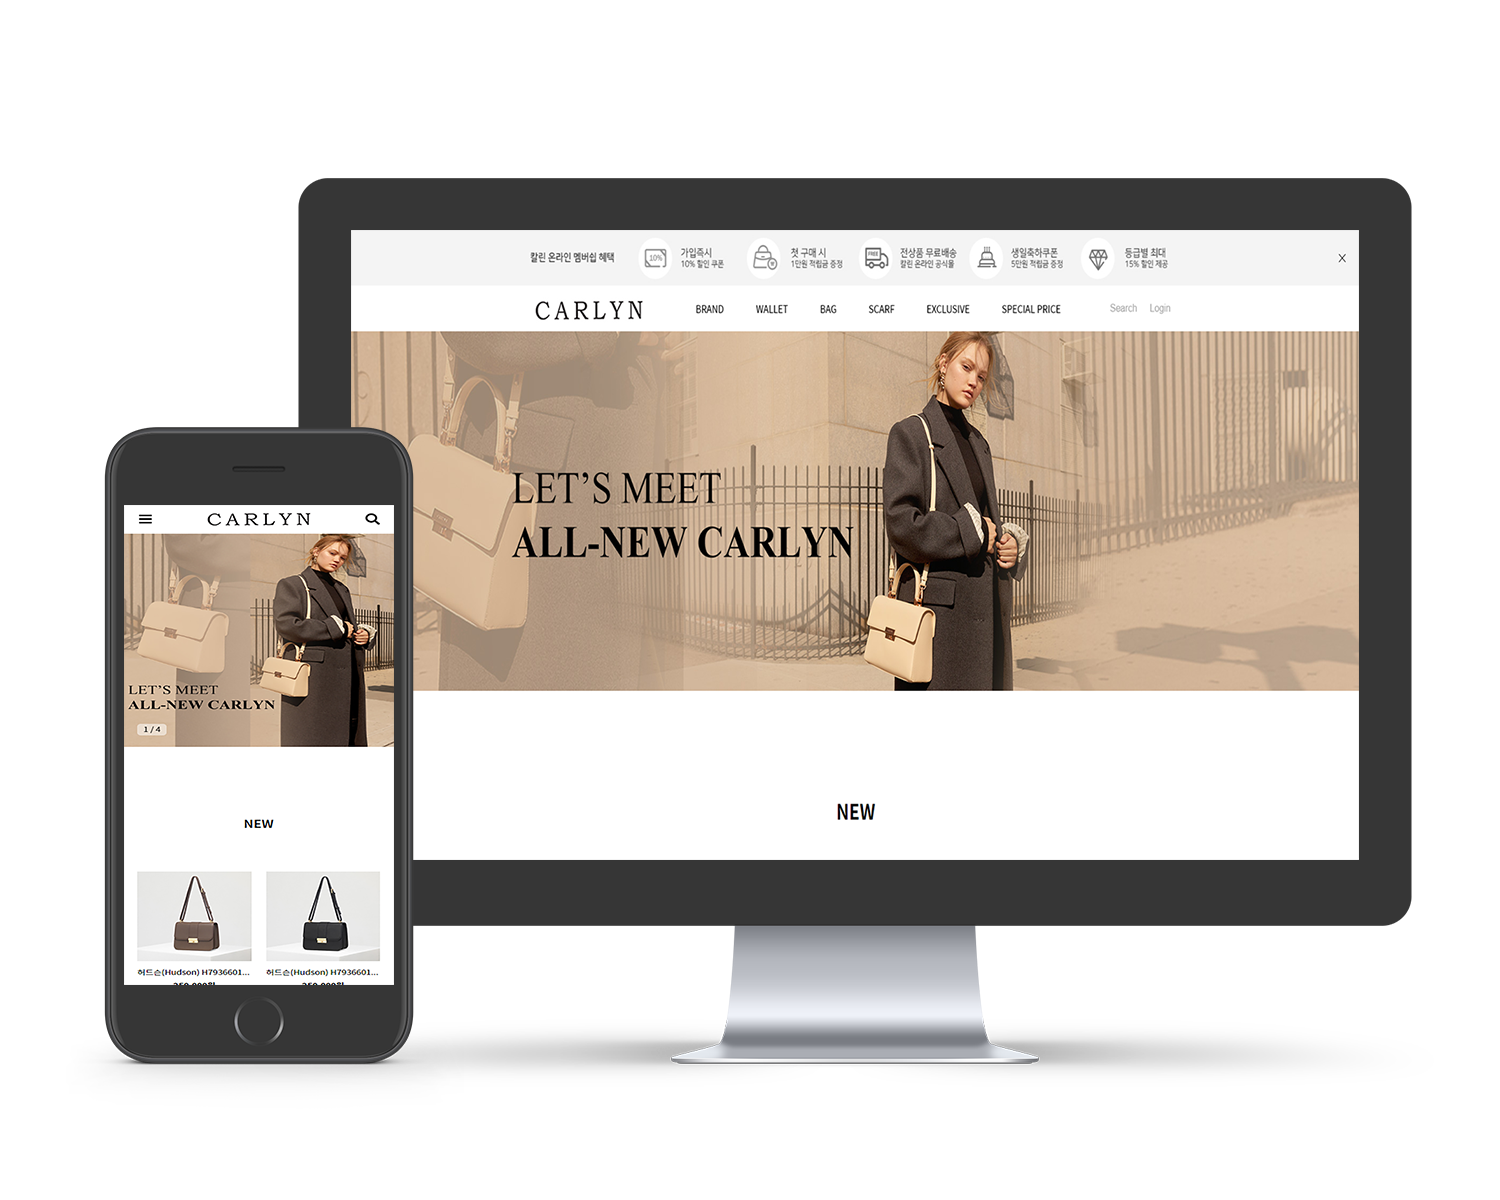 칼린 온라인 멤버쉽 혜택
10%
가입즉시
10% 할인 쿠폰
첫 구매 시
1만원 적립금 증정
FREE
전상품 무료배송
칼린 온라인 공식몰
생일축하쿠폰
5만원 적립금 증정
등급별 최대
15% 할인 제공
X
CARLYN
BRAND
WALLET
BAG
SCARF
EXCLUSIVE
SPECIAL PRICE
Search
Login
LET'S MEET
ALL-NEW CARLYN
NEW
CARLYN
LET'S MEET
ALL-NEW CARLYN
1 / 4
NEW
허드슨(Hudson) H7936601...
허드슨(Hudson) H7936601...